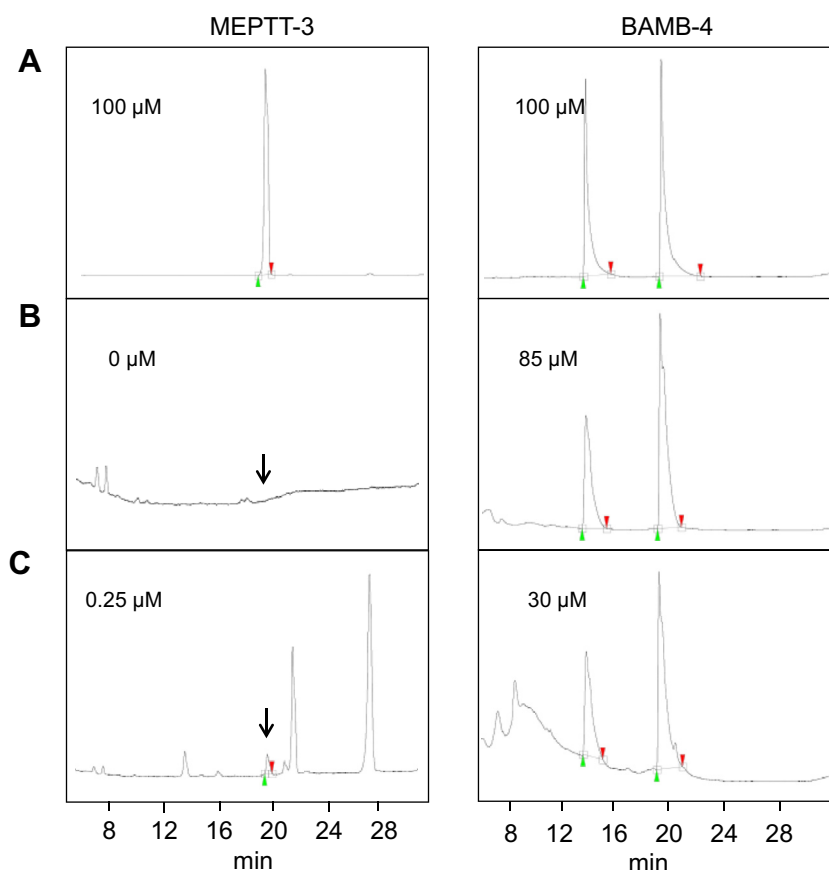 MEPTT-3 BAMB-4
A
100 µM 100 µM
B
0 µM 85 µM
C
0.25 µM 30 µM
8 12 16 20 24 28 8 12 16 20 24 28
min min